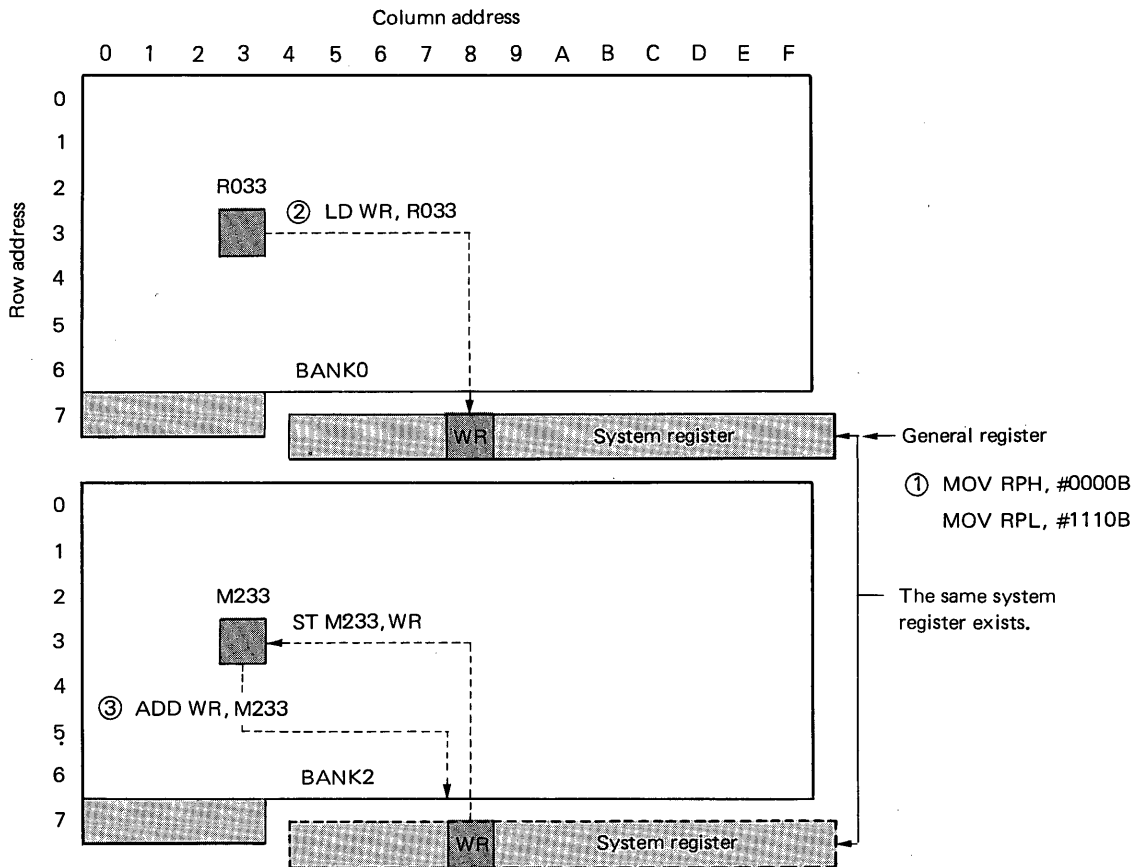 Column address
0 1 2 3 4 5 6 7 8 9 A B C D E F
Row address
0
1
2
R033
② LD WR, R033
3
4
5
6
BANK0
7
WR
System register
General register
① MOV RPH, #0000B
MOV RPL, #1110B
The same system
register exists.
0
1
2
M233
ST M233, WR
3
4
③ ADD WR, M233
5
6
BANK2
7
WR
System register